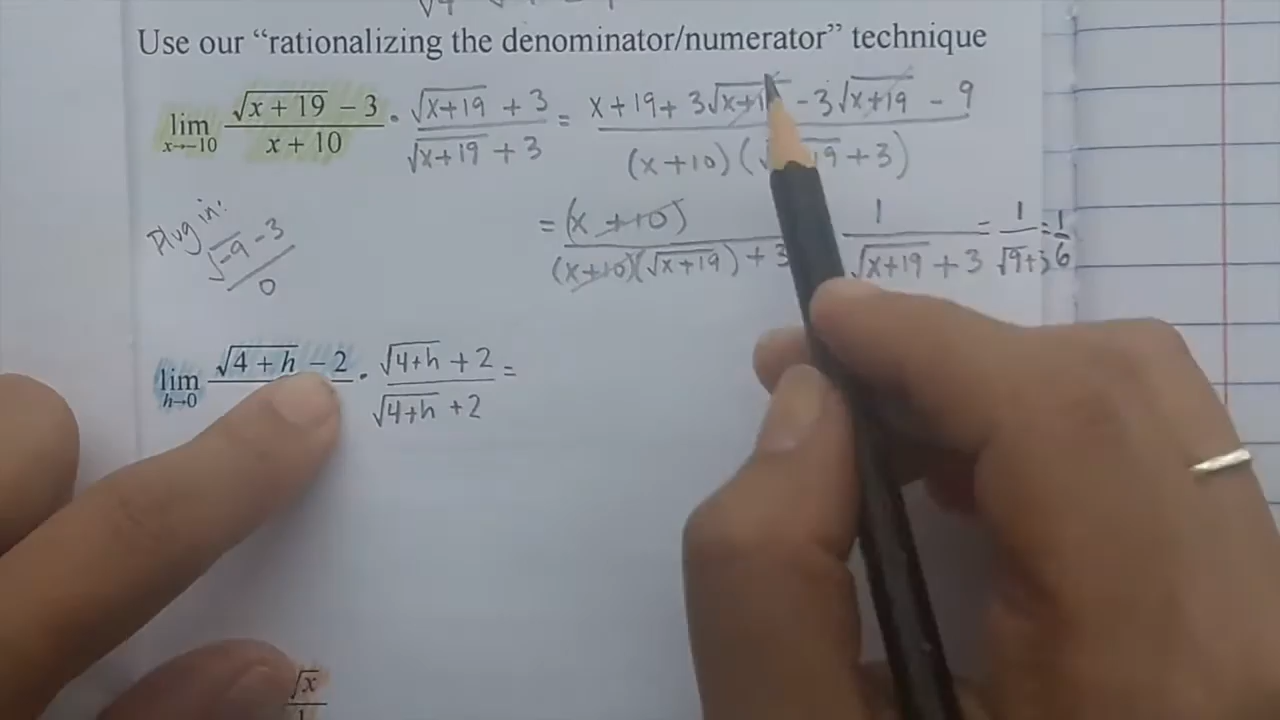 Use our “rationalizing the denominator/numerator” technique
lim x→-10 (√(x + 19) − 3)/(x + 10) · (√(x+19) + 3)/(√(x+19) + 3) = (x + 19 + 3√ − 3√(x+19) − 9)/((x+10)( 19 + 3))
Plug in: (√-9 − 3)/0
= (x + 10)/((x+10)(√(x+19)) + 3 1/(√(x+19) + 3) = 1/(√9+3) = 1/6
lim h→0 √(4 + h) − 2 · (√(4+h) + 2)/(√(4+h) + 2) =
√x